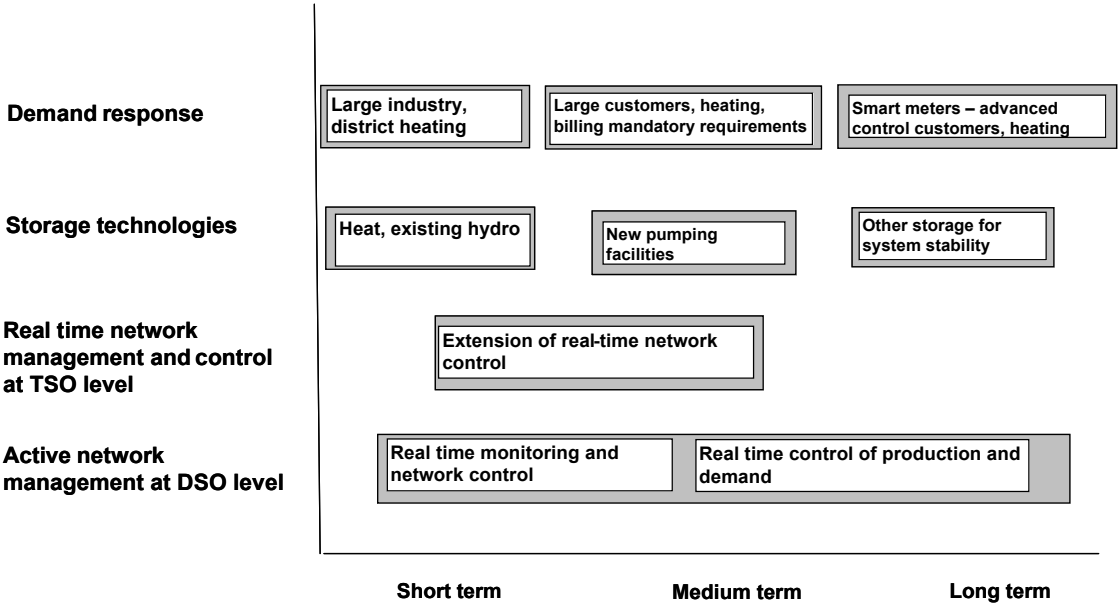 Demand response
Large industry,
district heating
Large customers, heating,
billing mandatory requirements
Smart meters – advanced
control customers, heating
Storage technologies
Heat, existing hydro
New pumping
facilities
Other storage for
system stability
Real time network
management and control
at TSO level
Extension of real-time network
control
Active network
management at DSO level
Real time monitoring and
network control
Real time control of production and
demand
Short term
Medium term
Long term